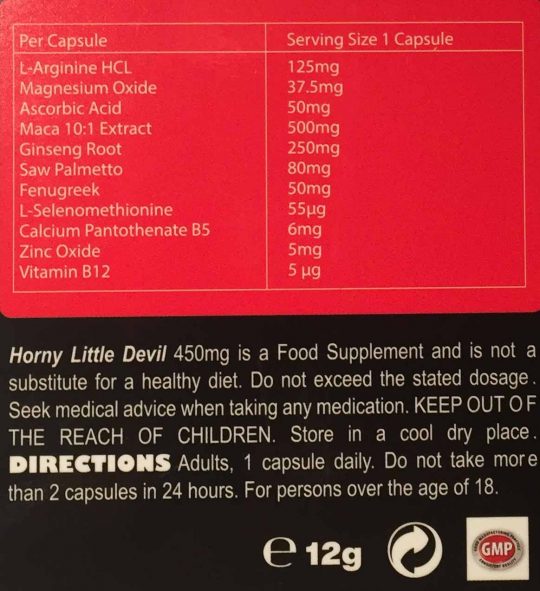 Per Capsule Serving Size 1 Capsule
L-Arginine HCL 125mg
Magnesium Oxide 37.5mg
Ascorbic Acid 50mg
Maca 10:1 Extract 500mg
Ginseng Root 250mg
Saw Palmetto 80mg
Fenugreek 50mg
L-Selenomethionine 55µg
Calcium Pantothenate B5 6mg
Zinc Oxide 5mg
Vitamin B12 5 µg
Horny Little Devil 450mg is a Food Supplement and is not a
substitute for a healthy diet. Do not exceed the stated dosage.
Seek medical advice when taking any medication. KEEP OUT OF
THE REACH OF CHILDREN. Store in a cool dry place.
DIRECTIONS Adults, 1 capsule daily. Do not take more
than 2 capsules in 24 hours. For persons over the age of 18.
e 12g
GMP